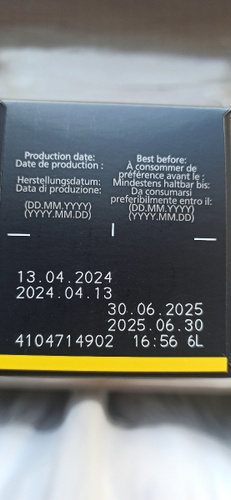 Production date:
Date de production :
Herstellungsdatum:
Data di produzione:
(DD.MM.YYYY)
(YYYY.MM.DD)
Best before:
À consommer de
préférence avant le :
Mindestens haltbar bis:
Da consumarsi
preferibilmente entro il:
(DD.MM.YYYY)
(YYYY.MM.DD)
13.04.2024
2024.04.13
30.06.2025
2025.06.30
4104714902 16:56 6L